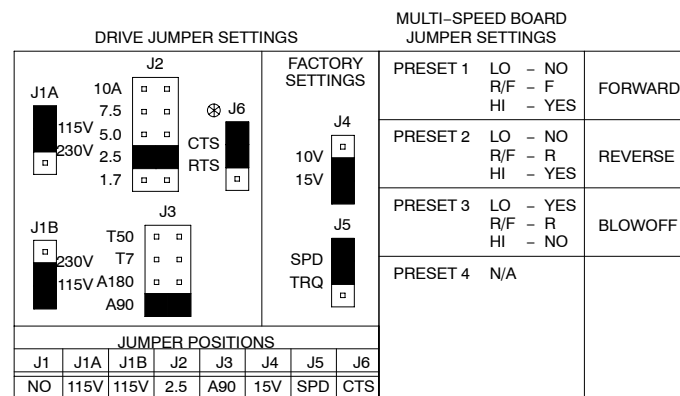 DRIVE JUMPER SETTINGS
MULTI-SPEED BOARD
JUMPER SETTINGS
J1A
115V
230V
J2
10A
7.5
5.0
2.5
1.7
J6
CTS
RTS
J1B
230V
115V
J3
T50
T7
A180
A90
FACTORY
SETTINGS
J4
10V
15V
J5
SPD
TRQ
PRESET 1 LO - NO
R/F - F
HI - YES
FORWARD
PRESET 2 LO - NO
R/F - R
HI - YES
REVERSE
PRESET 3 LO - YES
R/F - R
HI - NO
BLOWOFF
PRESET 4 N/A
JUMPER POSITIONS
J1 J1A J1B J2 J3 J4 J5 J6
NO 115V 115V 2.5 A90 15V SPD CTS